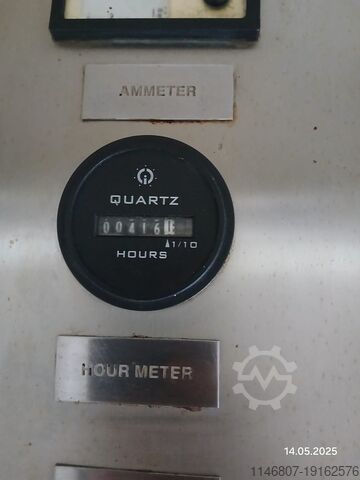 AMMETER
QUARTZ
00416
1/10
HOURS
HOUR METER
14.05.2025
1146807-19162576